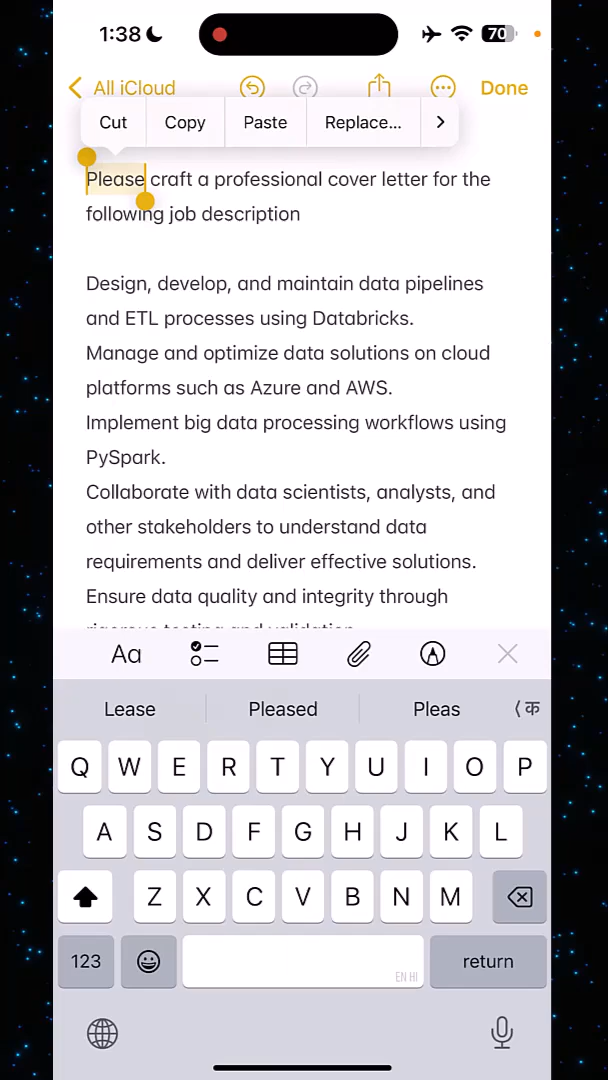 1:38
70
All iCloud
Done
Cut Copy Paste Replace...
Please craft a professional cover letter for the
following job description
Design, develop, and maintain data pipelines
and ETL processes using Databricks.
Manage and optimize data solutions on cloud
platforms such as Azure and AWS.
Implement big data processing workflows using
PySpark.
Collaborate with data scientists, analysts, and
other stakeholders to understand data
requirements and deliver effective solutions.
Ensure data quality and integrity through
rigorous testing and validation.
Aa
Lease Pleased Pleas क
Q W E R T Y U I O P
A S D F G H J K L
Z X C V B N M
123 EN HI return